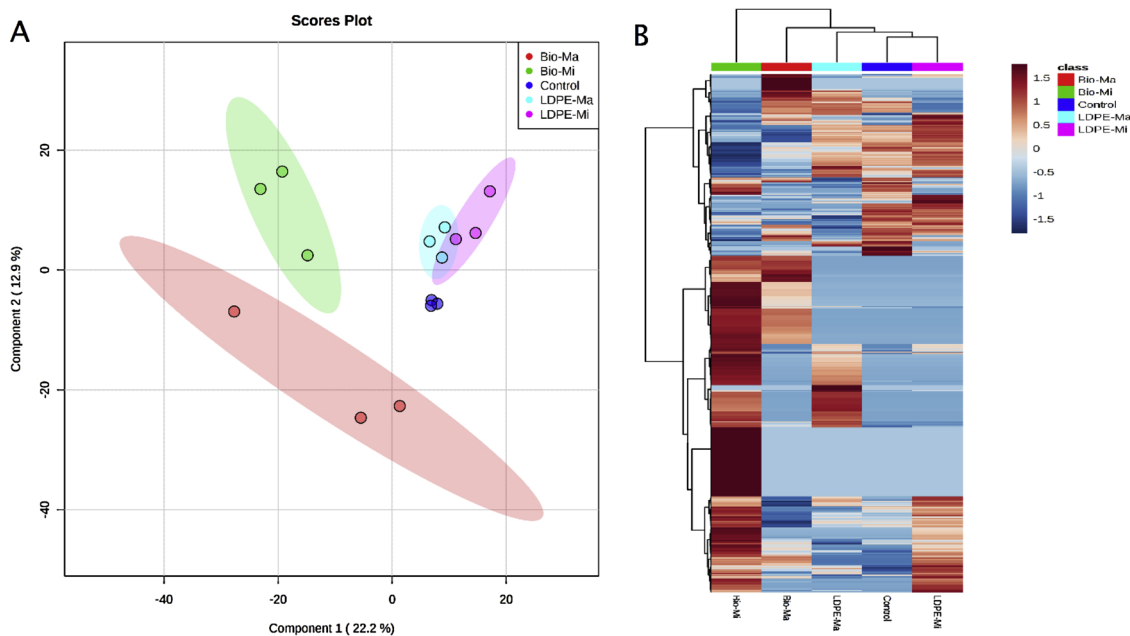 A
Scores Plot
Bio-Ma
Bio-Mi
Control
LDPE-Ma
LDPE-Mi
20
0
-20
-40
Component 2 ( 12.9 %)
-40
-20
0
20
Component 1 ( 22.2 %)
B
1.5
1
0.5
0
-0.5
-1
-1.5
class
Bio-Ma
Bio-Mi
Control
LDPE-Ma
LDPE-Mi
Bio-Mi
Bio-Ma
LDPE-Ma
Control
LDPE-Mi